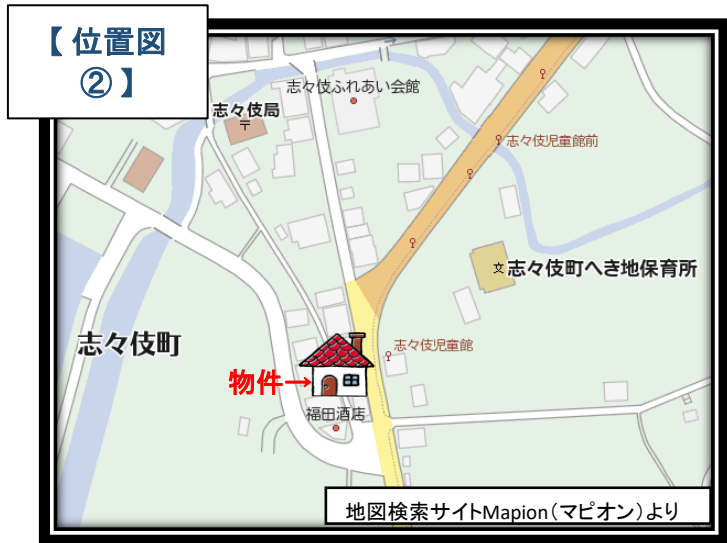 【 位置図
② 】
志々伎ふれあい会館
志々伎局
〒
志々伎児童館前
文志々伎町へき地保育所
志々伎町
志々伎児童館
物件→
福田酒店
地図検索サイトMapion（マピオン）より